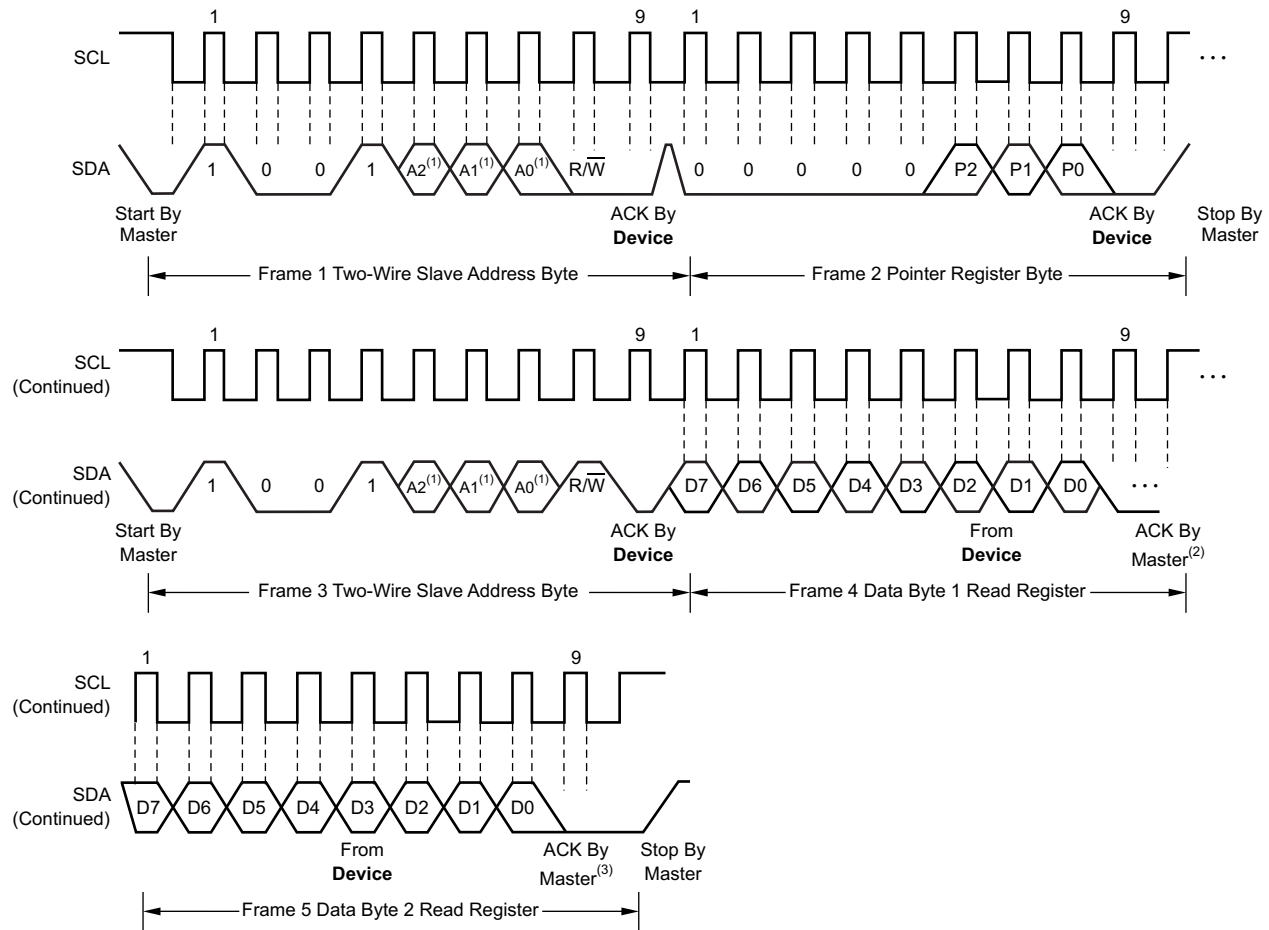 1 9 1 9
SCL
...
SDA
1 0 0 1 A2(1) A1(1) A0(1) R/W̅ 0 0 0 0 0 P2 P1 P0
Start By
Master
ACK By
Device
ACK By
Device
Stop By
Master
Frame 1 Two-Wire Slave Address Byte
Frame 2 Pointer Register Byte
1 9 1 9
SCL
(Continued)
...
SDA
(Continued)
1 0 0 1 A2(1) A1(1) A0(1) R/W̅ D7 D6 D5 D4 D3 D2 D1 D0 ...
Start By
Master
ACK By
Device
From
Device
ACK By
Master(2)
Frame 3 Two-Wire Slave Address Byte
Frame 4 Data Byte 1 Read Register
1 9
SCL
(Continued)
SDA
(Continued)
D7 D6 D5 D4 D3 D2 D1 D0
From
Device
ACK By
Master(3)
Stop By
Master
Frame 5 Data Byte 2 Read Register